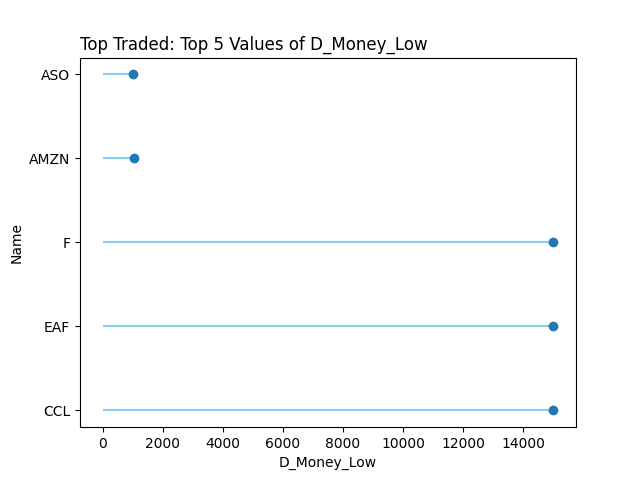 Top Traded: Top 5 Values of D_Money_Low
ASO
AMZN
F
EAF
CCL
Name
0 2000 4000 6000 8000 10000 12000 14000
D_Money_Low